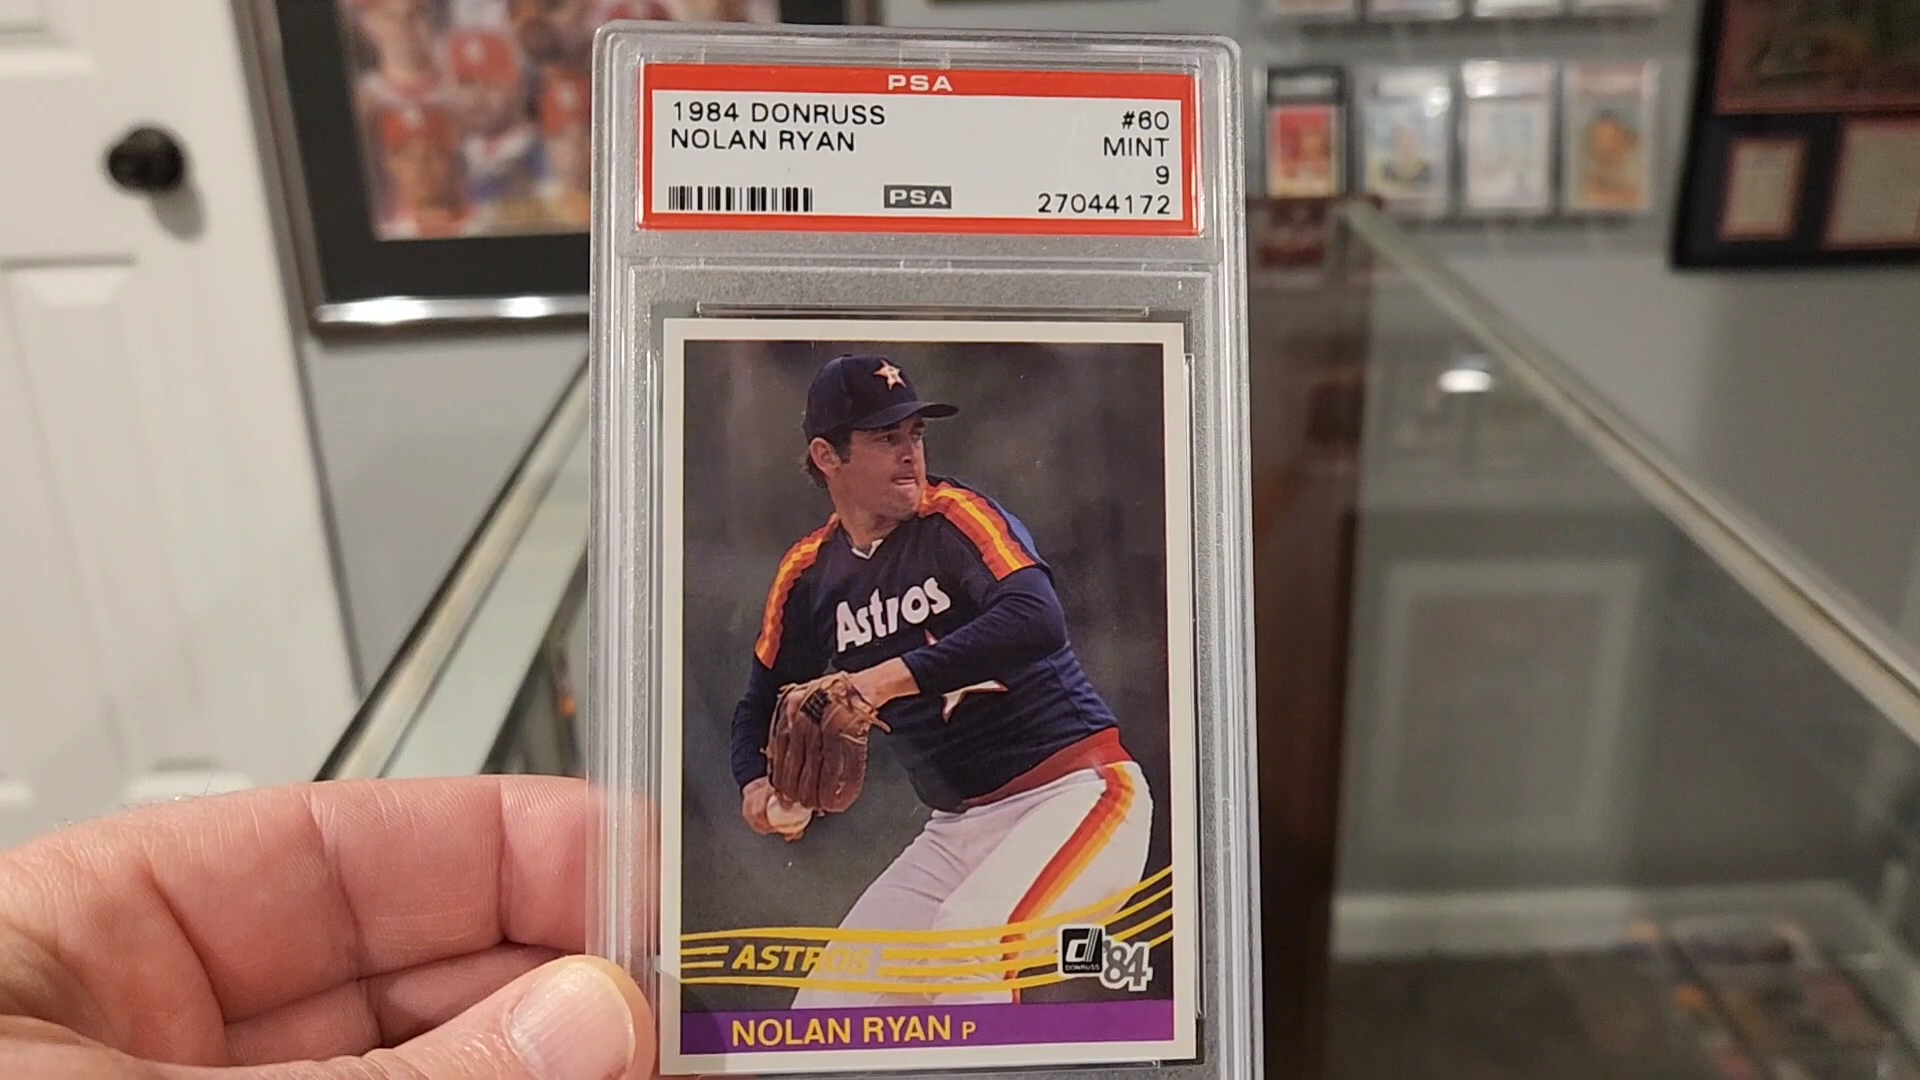 PSA
1984 DONRUSS #60
NOLAN RYAN MINT
9
PSA 27044172
Astros
ASTROS
d '84
DONRUSS
NOLAN RYAN P